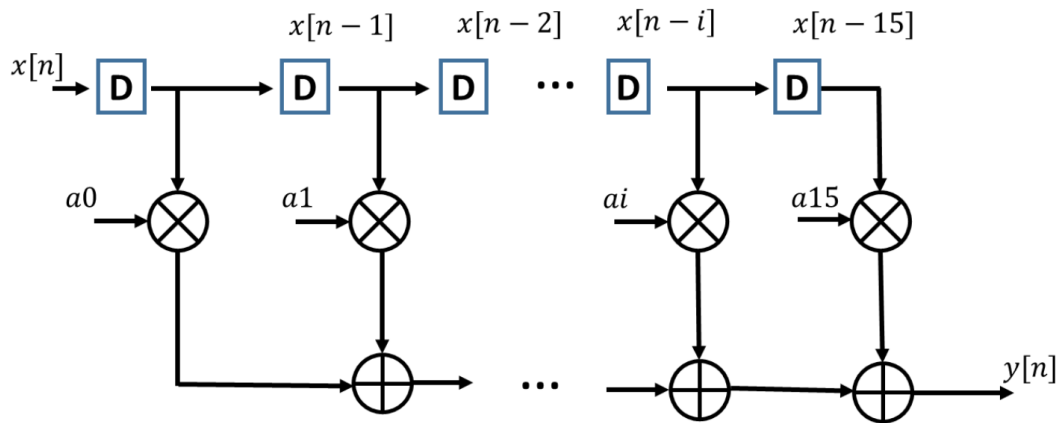 x[n − 1] x[n − 2] x[n − i] x[n − 15]
x[n] D D D ... D D
a0 a1 ai a15
... y[n]